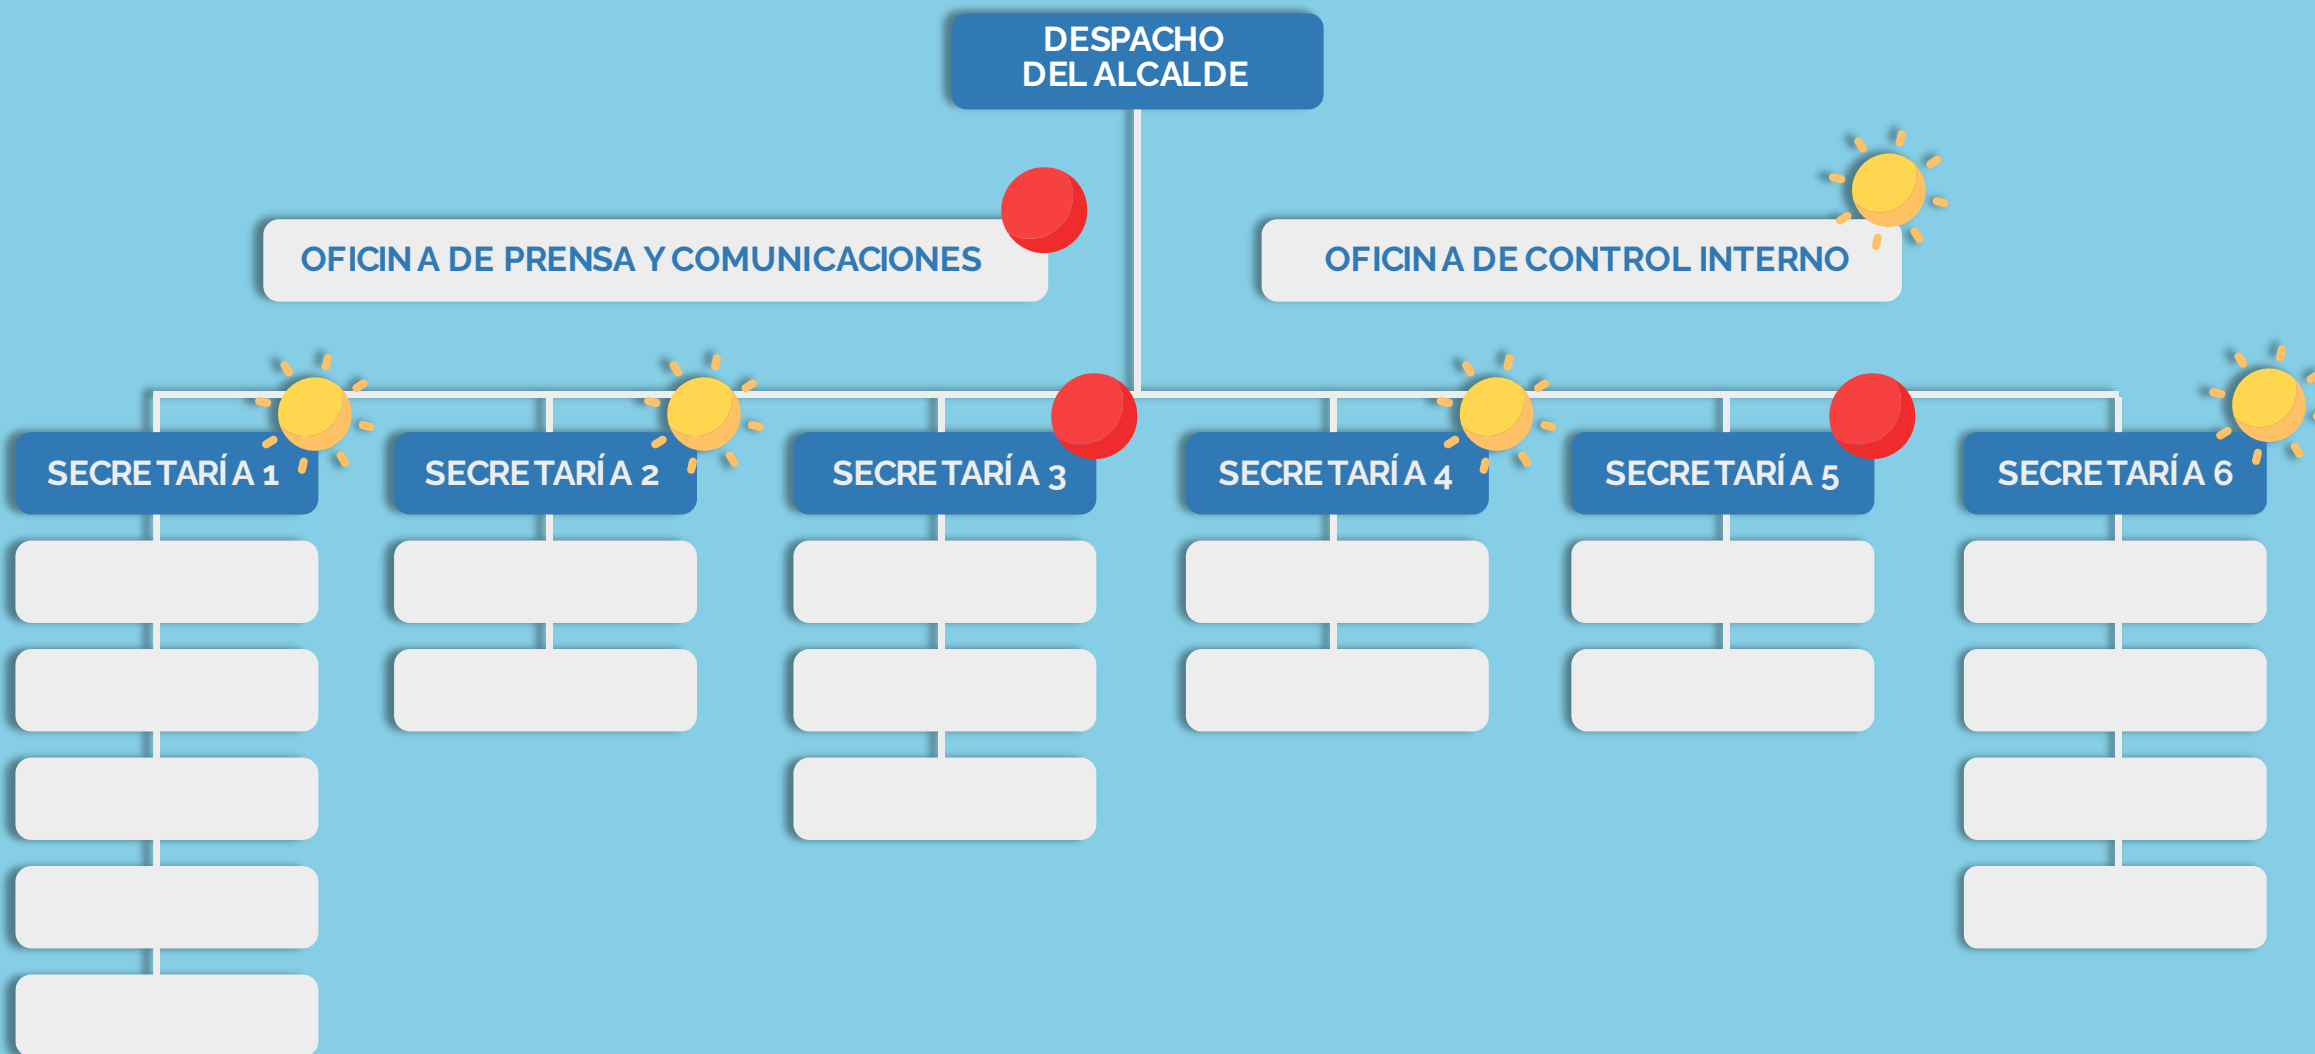 DESPACHO
DEL ALCALDE
OFICINA DE PRENSA Y COMUNICACIONES
OFICINA DE CONTROL INTERNO
SECRETARÍA 1
SECRETARÍA 2
SECRETARÍA 3
SECRETARÍA 4
SECRETARÍA 5
SECRETARÍA 6